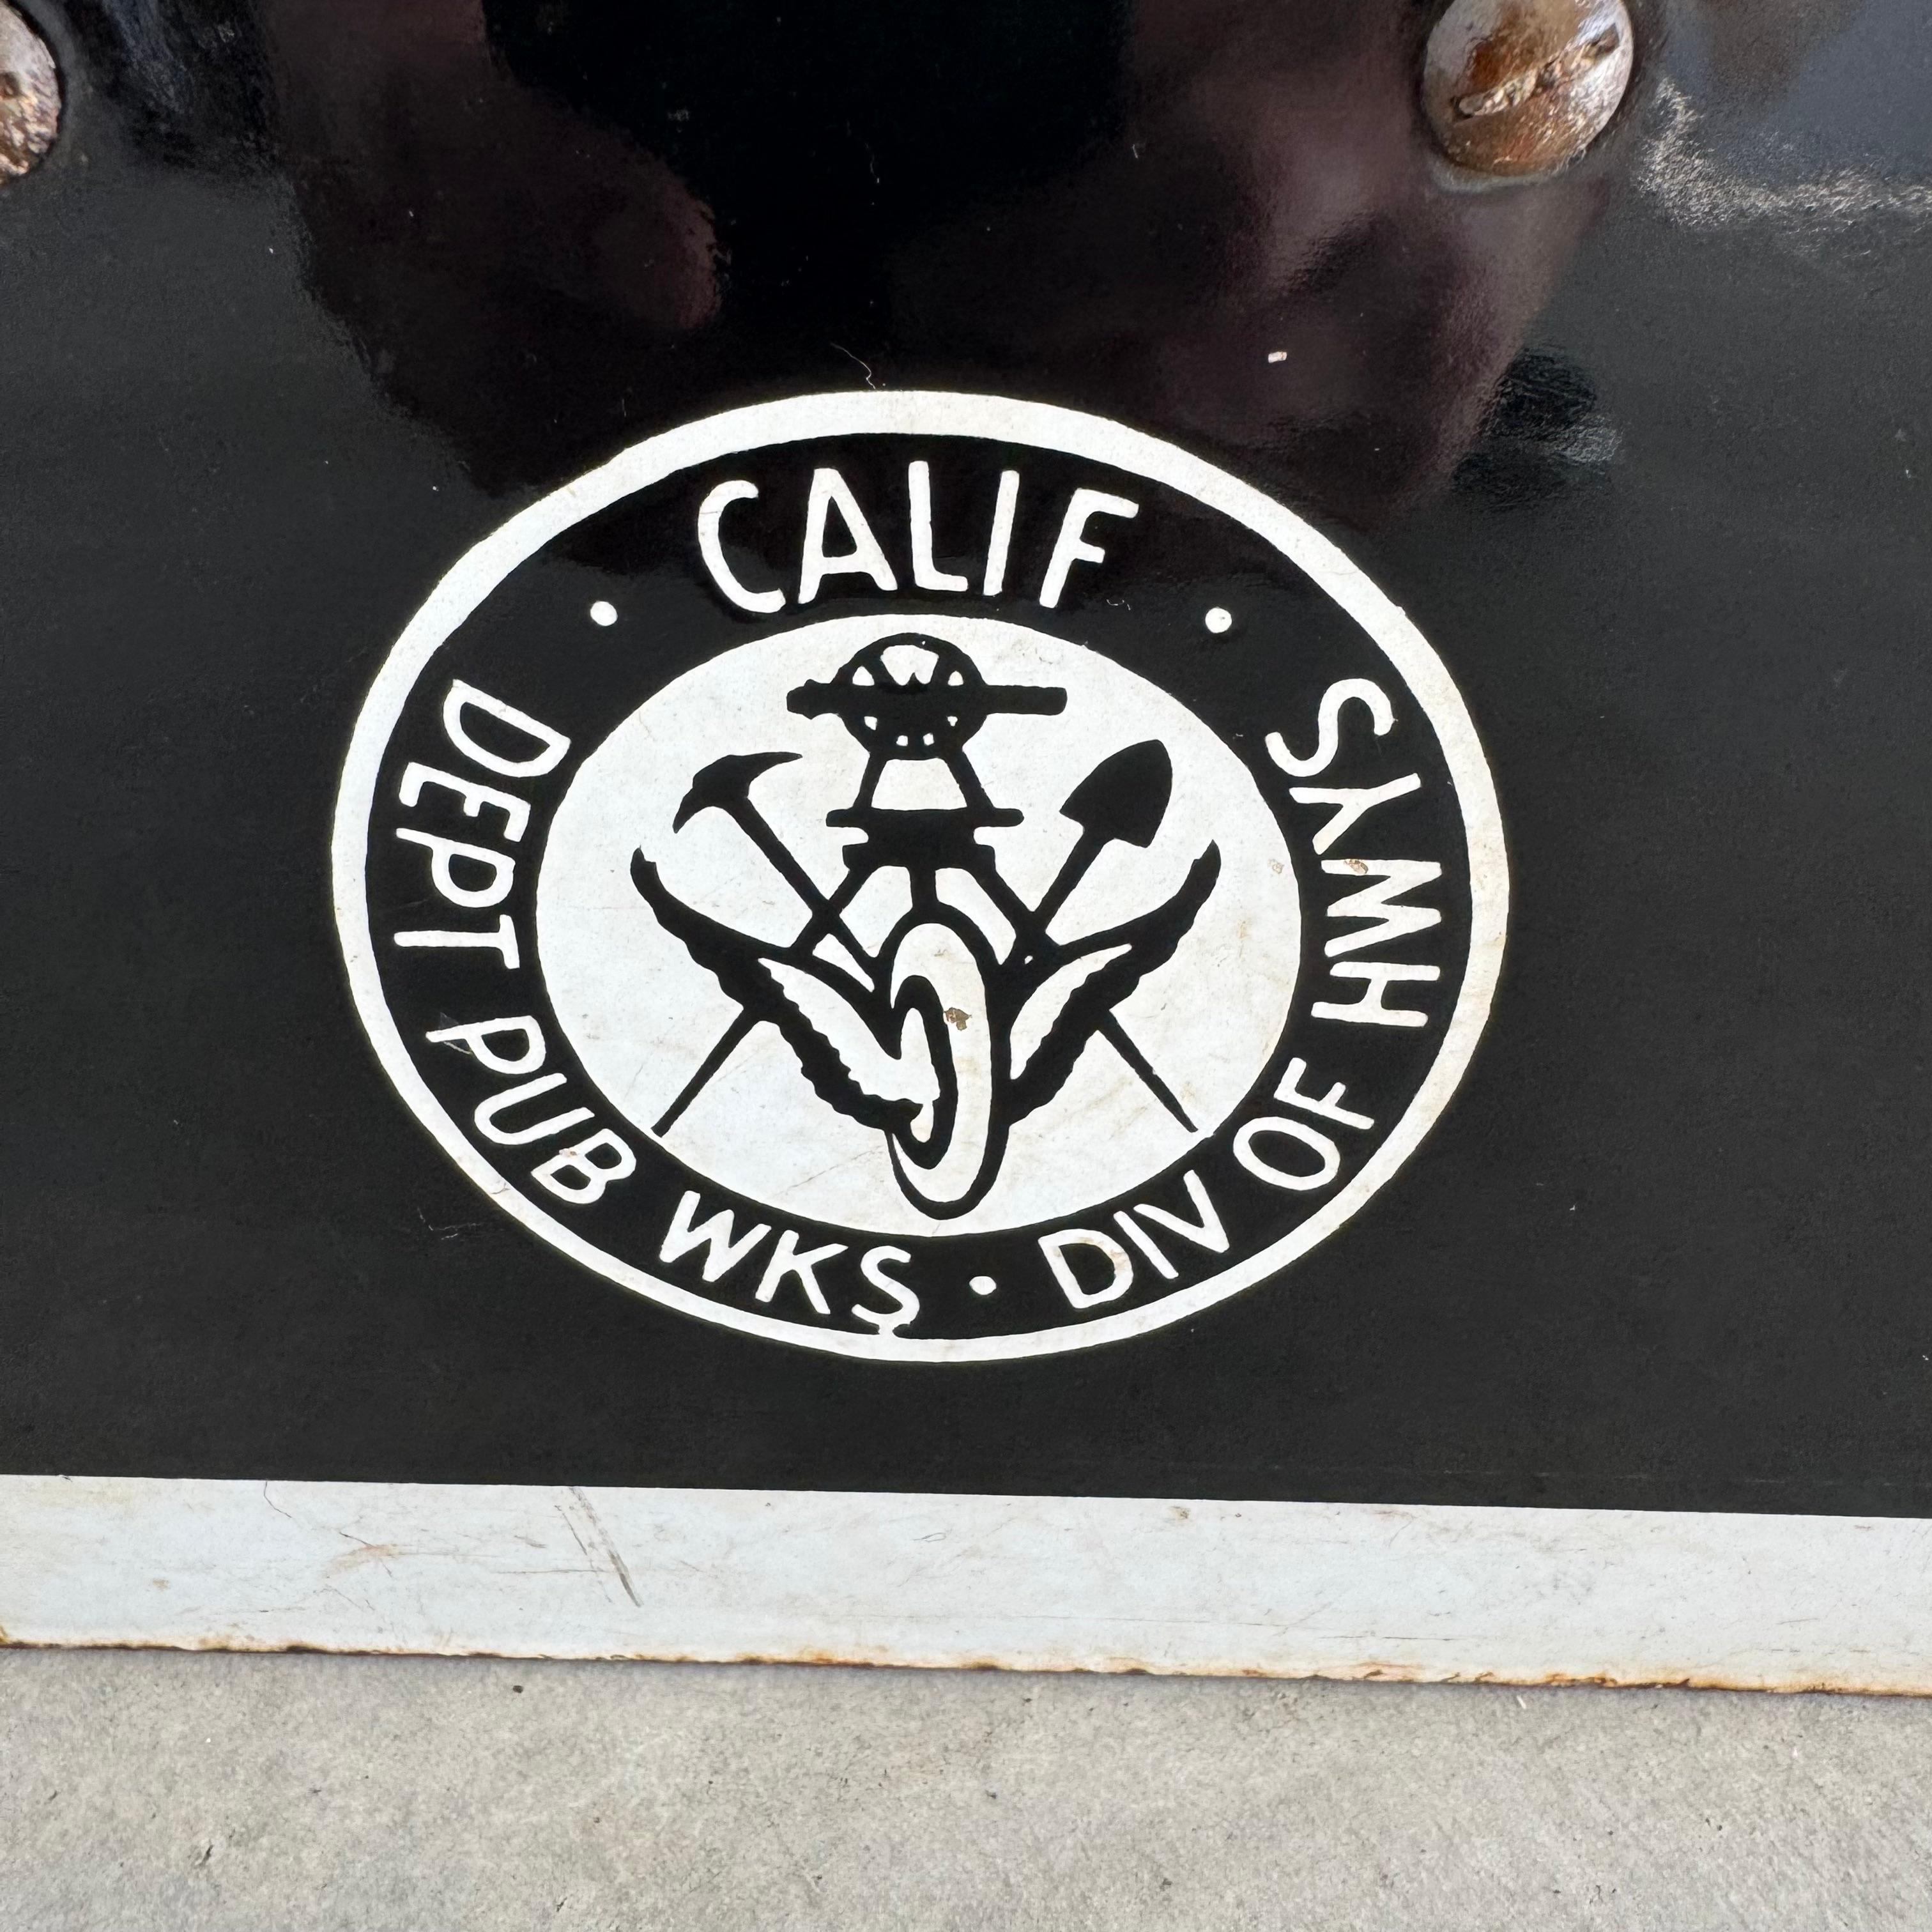 CALIF
DEPT PUB WKS • DIV OF HWYS